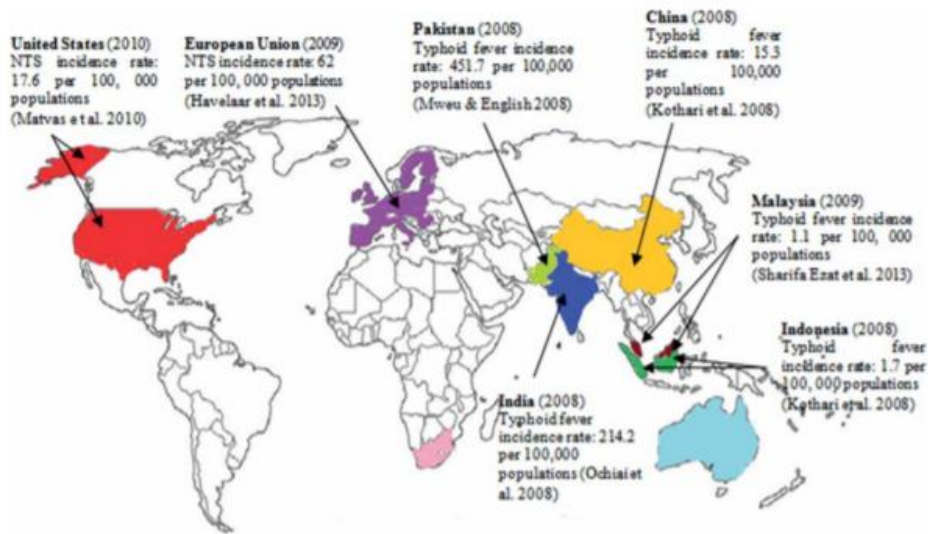 United States (2010)
NTS incidence rate:
17.6 per 100, 000
populations
(Matvas et al. 2010)
European Union (2009)
NTS incidence rate: 62
per 100, 000 populations
(Havelaar et al. 2013)
Pakistan (2008)
Typhoid fever incidence
rate: 451.7 per 100,000
populations
(Mweu & English 2008)
China (2008)
Typhoid fever
incidence rate: 15.3
per 100,000
populations
(Kothari et al. 2008)
Malaysia (2009)
Typhoid fever incidence
rate: 1.1 per 100, 000
populations
(Sharifa Ezat et al. 2013)
Indonesia (2008)
Typhoid fever
incidence rate: 1.7 per
100, 000 populations
(Kothari et al. 2008)
India (2008)
Typhoid fever
incidence rate: 214.2
per 100,000
populations (Ochiai et
al. 2008)